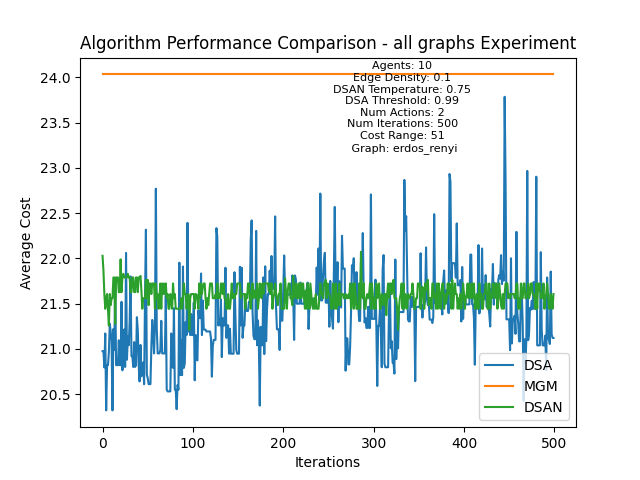 Algorithm Performance Comparison - all graphs Experiment
Agents: 10
Edge Density: 0.1
DSAN Temperature: 0.75
DSA Threshold: 0.99
Num Actions: 2
Num Iterations: 500
Cost Range: 51
Graph: erdos_renyi
Average Cost
24.0
23.5
23.0
22.5
22.0
21.5
21.0
20.5
DSA
MGM
DSAN
0 100 200 300 400 500
Iterations